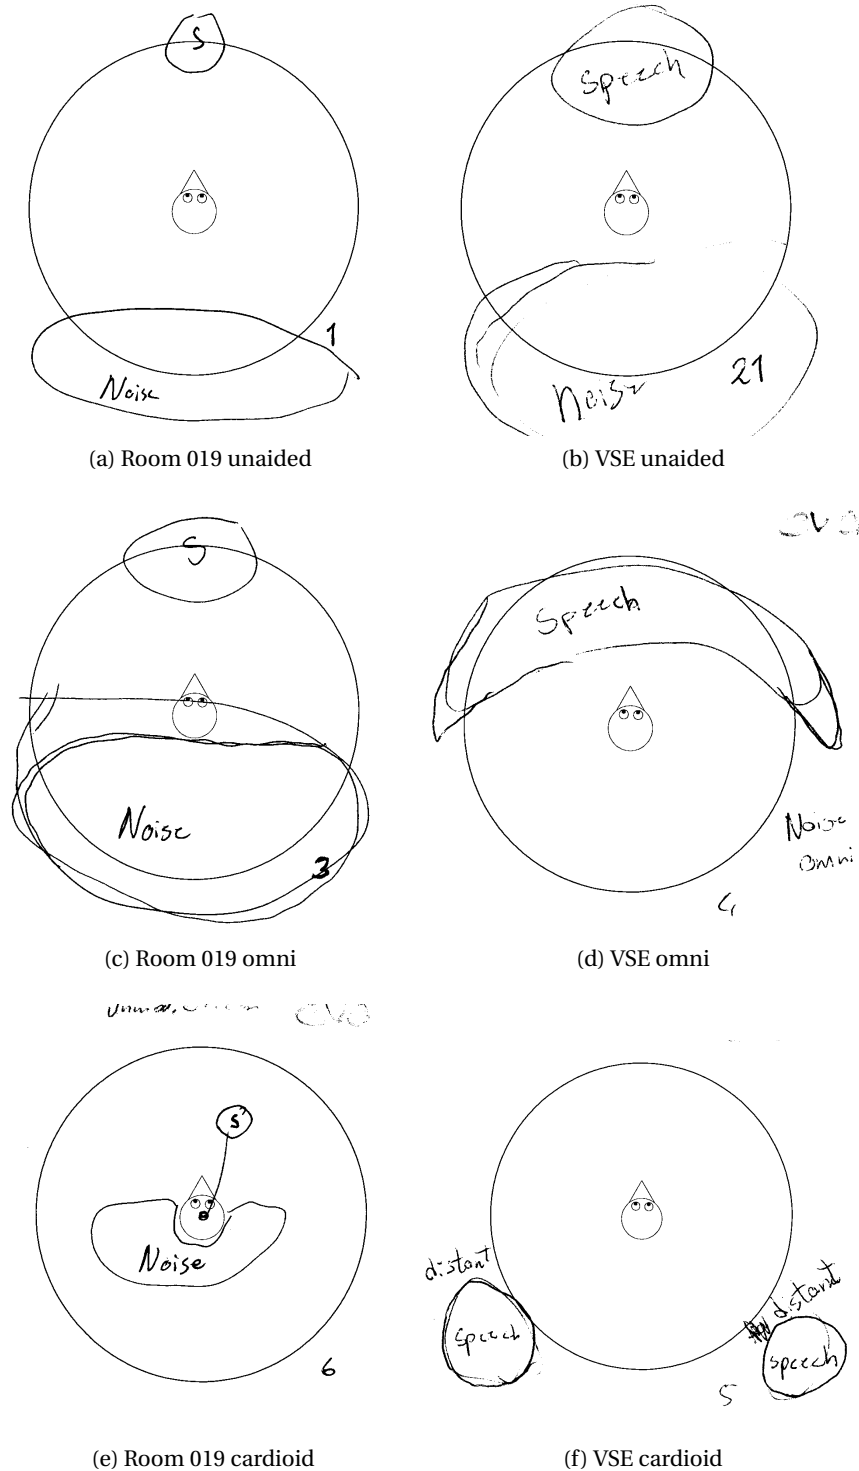 S
Speech
1
Noise
21
Noise
(a) Room 019 unaided
(b) VSE unaided
S
Speech
Noise
3
Noise
omni
4
(c) Room 019 omni
(d) VSE omni
S
Noise
6
distant
distant
speech
speech
5
(e) Room 019 cardioid
(f) VSE cardioid